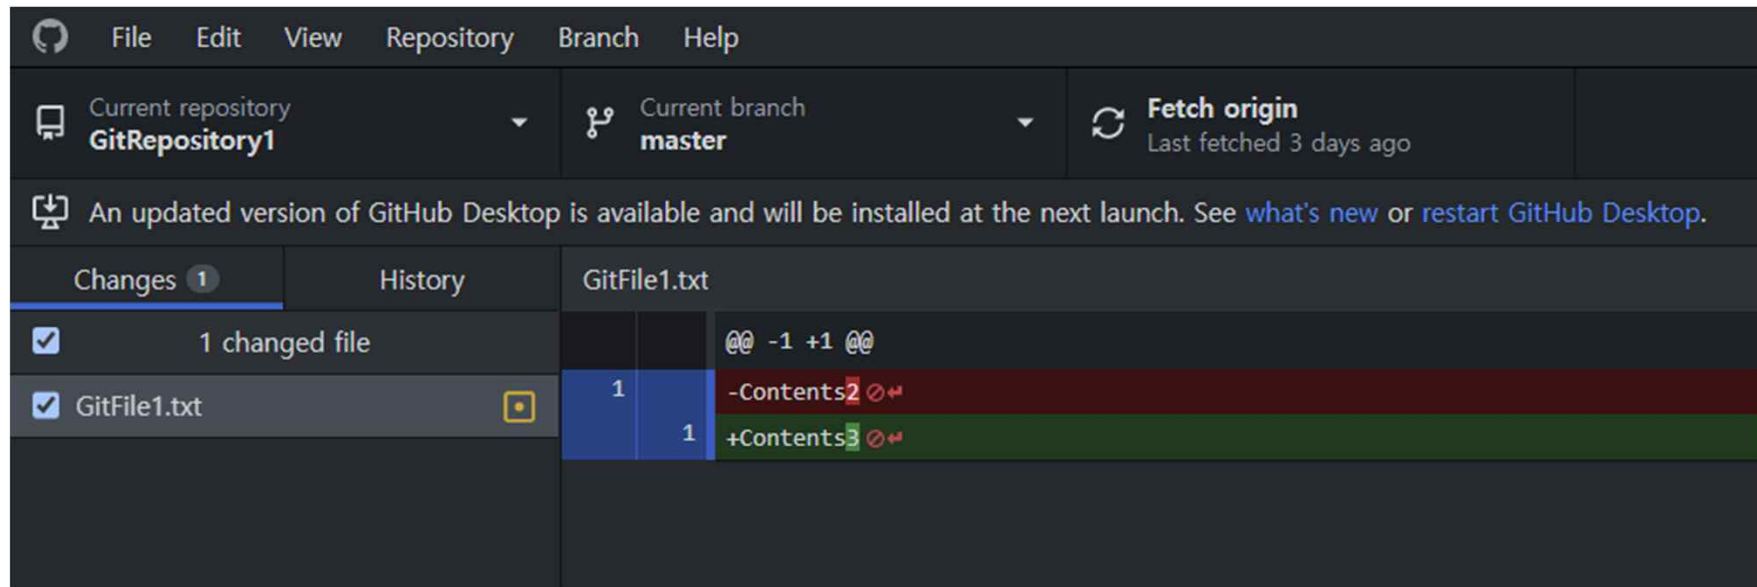 File Edit View Repository Branch Help
Current repository
GitRepository1
Current branch
master
Fetch origin
Last fetched 3 days ago
An updated version of GitHub Desktop is available and will be installed at the next launch. See what's new or restart GitHub Desktop.
Changes 1 History
1 changed file
GitFile1.txt
GitFile1.txt
@@ -1 +1 @@
1 -Contents2
1 +Contents3